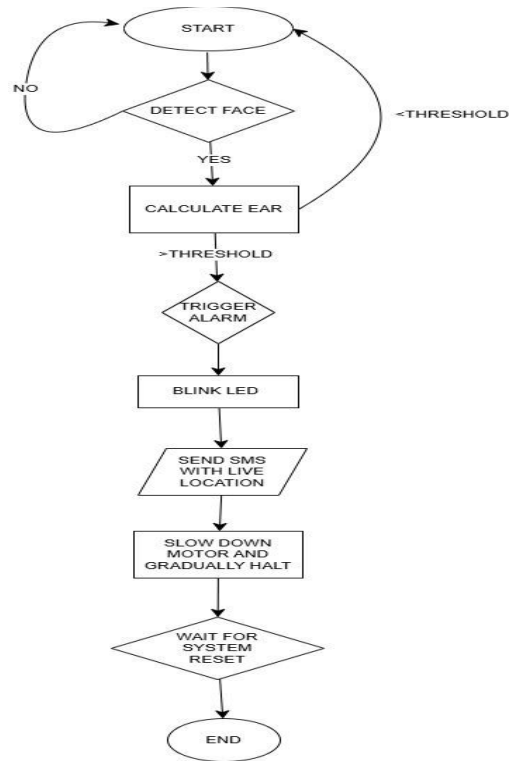 START
NO
DETECT FACE
<THRESHOLD
YES
CALCULATE EAR
>THRESHOLD
TRIGGER
ALARM
BLINK LED
SEND SMS
WITH LIVE
LOCATION
SLOW DOWN
MOTOR AND
GRADUALLY HALT
WAIT FOR
SYSTEM
RESET
END